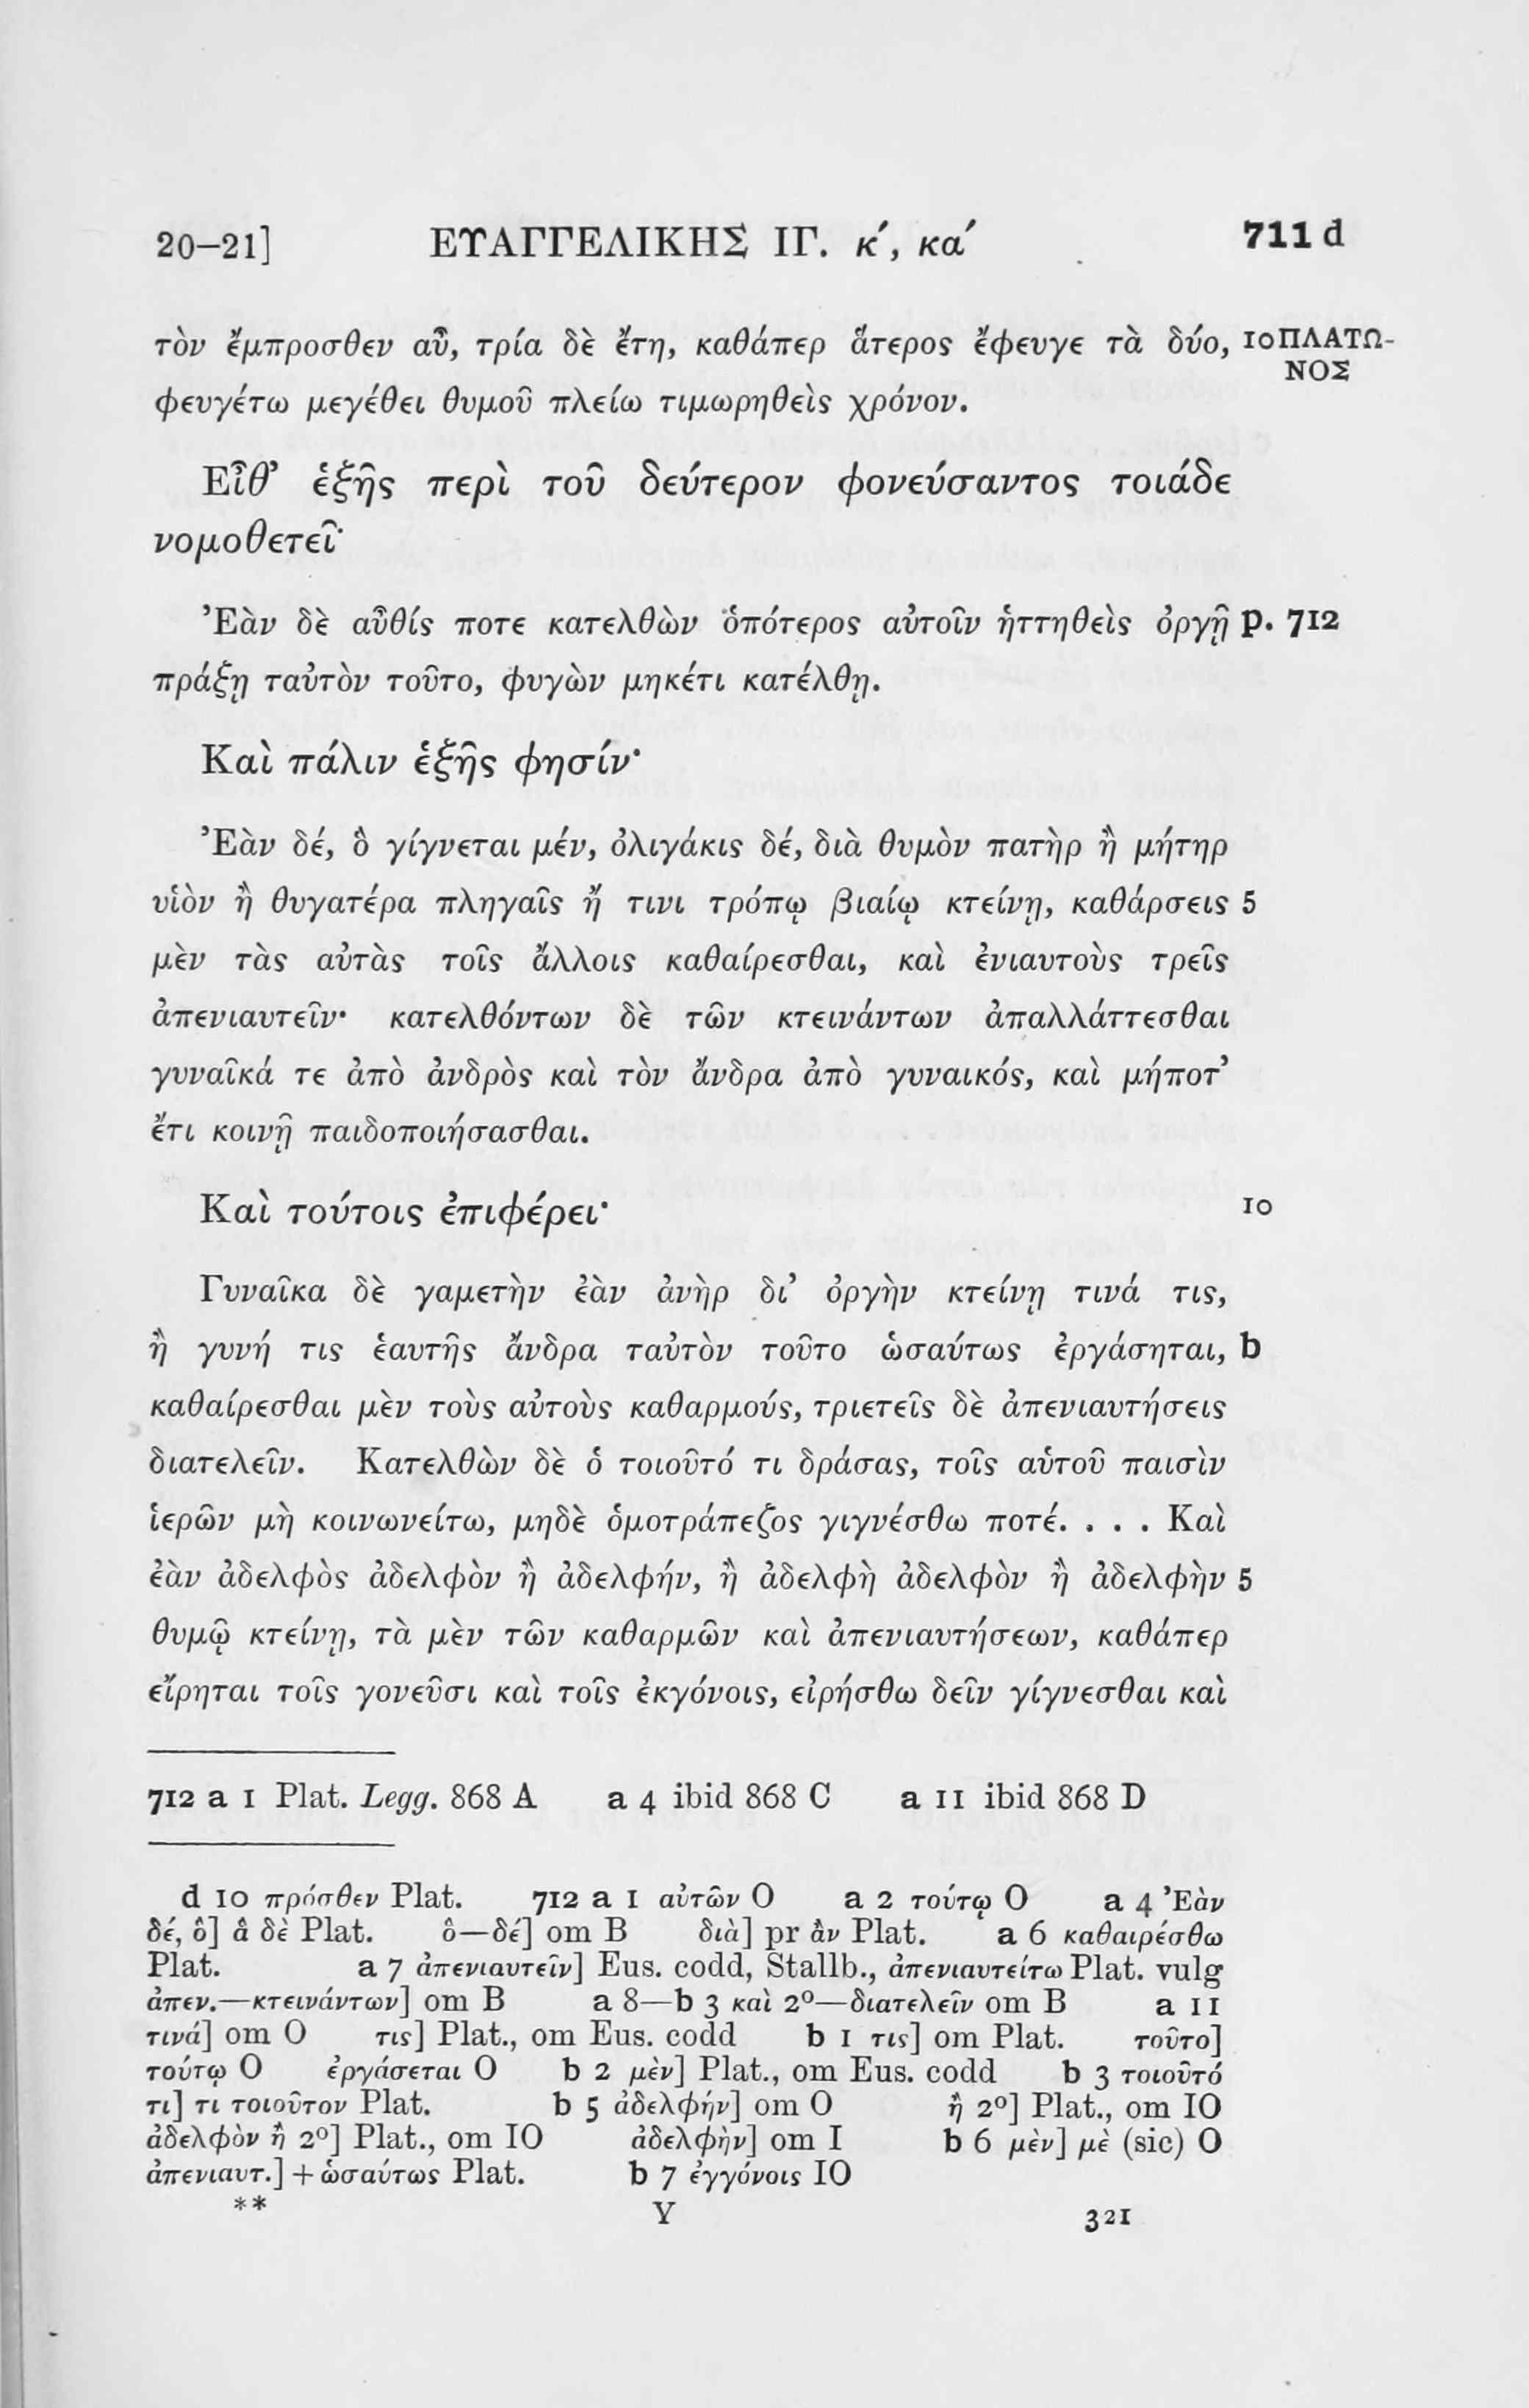 20–21] ΕΥΑΓΓΕΛΙΚΗΣ ΙΓ. κ′, κα′ 711 d
τὸν ἔμπροσθεν αὖ, τρία δὲ ἔτη, καθάπερ ἅτερος ἔφευγε τὰ δύο, 10 ΠΛΑΤΩ-
ΝΟΣ
φευγέτω μεγέθει θυμοῦ πλείω τιμωρηθεὶς χρόνον.
Εἶθ’ ἑξῆς περὶ τοῦ δεύτερον φονεύσαντος τοιάδε
νομοθετεῖ·
Ἐὰν δὲ αὖθίς ποτε κατελθὼν ὁπότερος αὐτοῖν ἡττηθεὶς ὀργῇ p. 712
πράξῃ ταὐτὸν τοῦτο, φυγὼν μηκέτι κατέλθῃ.
Καὶ πάλιν ἑξῆς φησίν·
Ἐὰν δέ, ὃ γίγνεται μέν, ὀλιγάκις δέ, διὰ θυμὸν πατὴρ ἢ μήτηρ
υἱὸν ἢ θυγατέρα πληγαῖς ἤ τινι τρόπῳ βιαίῳ κτείνῃ, καθάρσεις 5
μὲν τὰς αὐτὰς τοῖς ἄλλοις καθαίρεσθαι, καὶ ἐνιαυτοὺς τρεῖς
ἀπενιαυτεῖν· κατελθόντων δὲ τῶν κτεινάντων ἀπαλλάττεσθαι
γυναῖκά τε ἀπὸ ἀνδρὸς καὶ τὸν ἄνδρα ἀπὸ γυναικός, καὶ μήποτ’
ἔτι κοινῇ παιδοποιήσασθαι.
Καὶ τούτοις ἐπιφέρει· 10
Γυναῖκα δὲ γαμετὴν ἐὰν ἀνὴρ δι’ ὀργὴν κτείνῃ τινά τις,
ἢ γυνή τις ἑαυτῆς ἄνδρα ταὐτὸν τοῦτο ὡσαύτως ἐργάσηται, b
καθαίρεσθαι μὲν τοὺς αὐτοὺς καθαρμούς, τριετεῖς δὲ ἀπενιαυτήσεις
διατελεῖν. Κατελθὼν δὲ ὁ τοιοῦτό τι δράσας, τοῖς αὑτοῦ παισὶν
ἱερῶν μὴ κοινωνείτω, μηδὲ ὁμοτράπεζος γιγνέσθω ποτέ. . . . Καὶ
ἐὰν ἀδελφὸς ἀδελφὸν ἢ ἀδελφήν, ἢ ἀδελφὴ ἀδελφὸν ἢ ἀδελφὴν 5
θυμῷ κτείνῃ, τὰ μὲν τῶν καθαρμῶν καὶ ἀπενιαυτήσεων, καθάπερ
εἴρηται τοῖς γονεῦσι καὶ τοῖς ἐκγόνοις, εἰρήσθω δεῖν γίγνεσθαι καὶ
712 a 1 Plat. Legg. 868 A a 4 ibid 868 C a 11 ibid 868 D
d 10 πρόσθεν Plat. 712 a 1 αὐτῶν O a 2 τούτῳ O a 4 Ἐὰν
δέ, ὃ] ἃ δὲ Plat. ὃ—δέ] om B διὰ] pr ἂν Plat. a 6 καθαιρέσθω
Plat. a 7 ἀπενιαυτεῖν] Eus. codd, Stallb., ἀπενιαυτείτω Plat. vulg
ἀπεν.—κτεινάντων] om B a 8—b 3 καὶ 2º—διατελεῖν om B a 11
τινά] om O τις] Plat., om Eus. codd b 1 τις] om Plat. τοῦτο]
τούτῳ O ἐργάσεται O b 2 μὲν] Plat., om Eus. codd b 3 τοιοῦτό
τι] τι τοιοῦτον Plat. b 5 ἀδελφήν] om O ἢ 2º] Plat., om IO
ἀδελφὸν ἢ 2º] Plat., om IO ἀδελφὴν] om I b 6 μὲν] μὲ (sic) O
ἀπενιαυτ.] + ὡσαύτως Plat. b 7 ἐγγόνοις IO
** Y 321